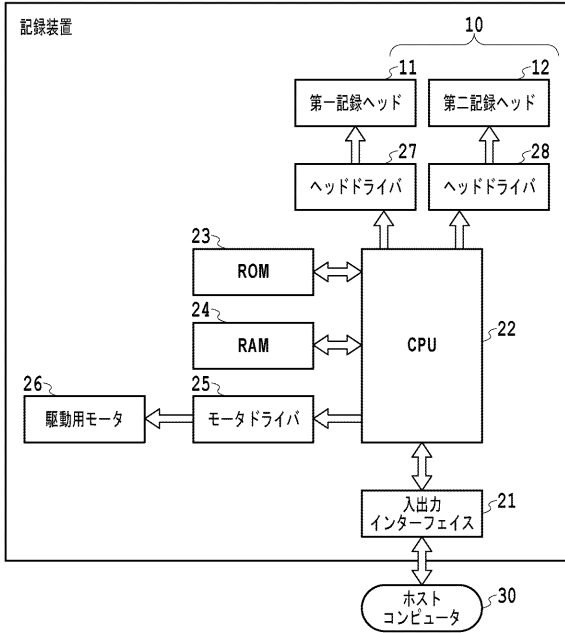 記録装置
10
11
12
第一記録ヘッド
第二記録ヘッド
27
28
ヘッドドライバ
ヘッドドライバ
23
ROM
24
RAM
CPU
22
26
25
駆動用モータ
モータドライバ
入出力
インターフェイス
21
ホスト
コンピュータ
30